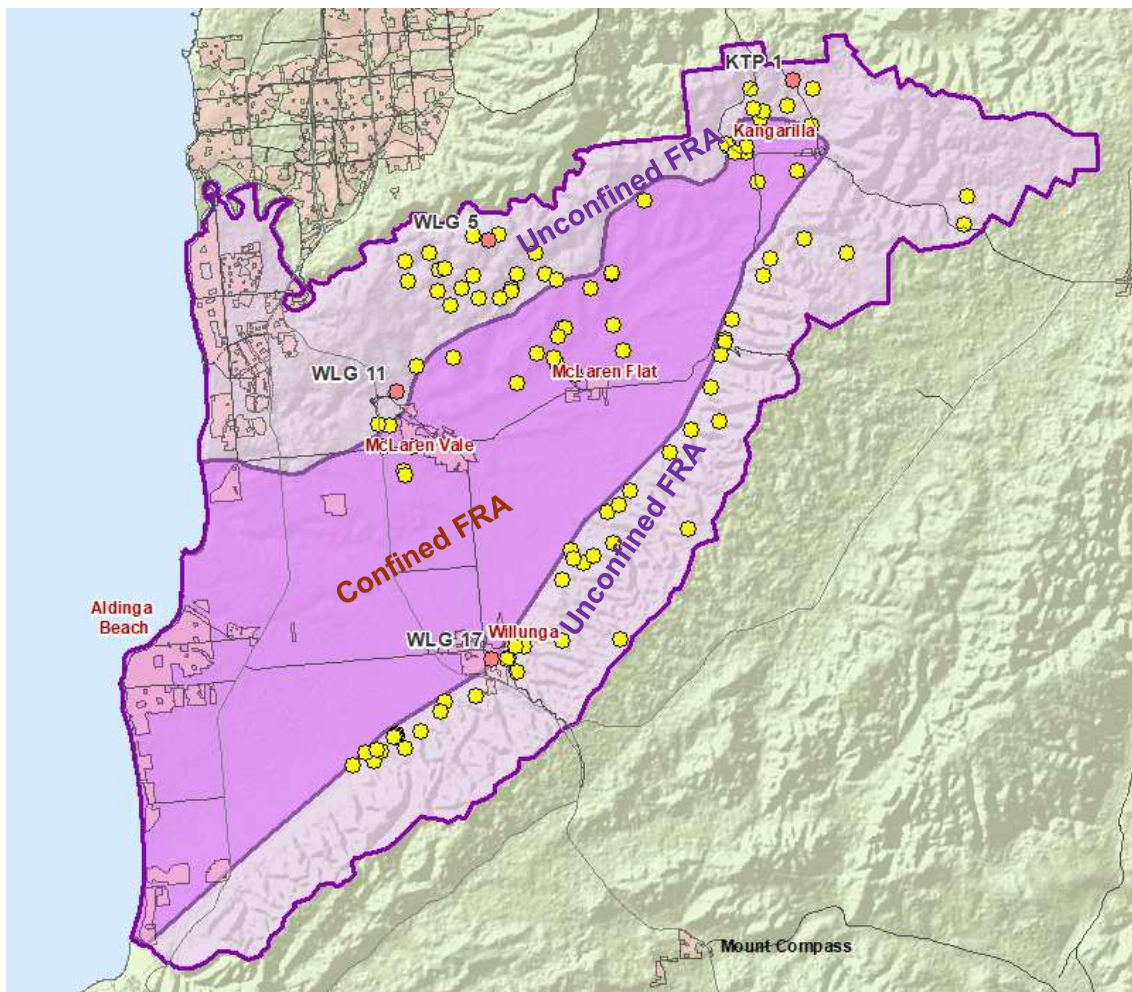 KTP 1
Kangarilla
Unconfined FRA
WLG 5
McLaren Flat
WLG 11
McLaren Vale
Confined FRA
Unconfined FRA
Aldinga
Beach
WLG 17
Willunga
Mount Compass